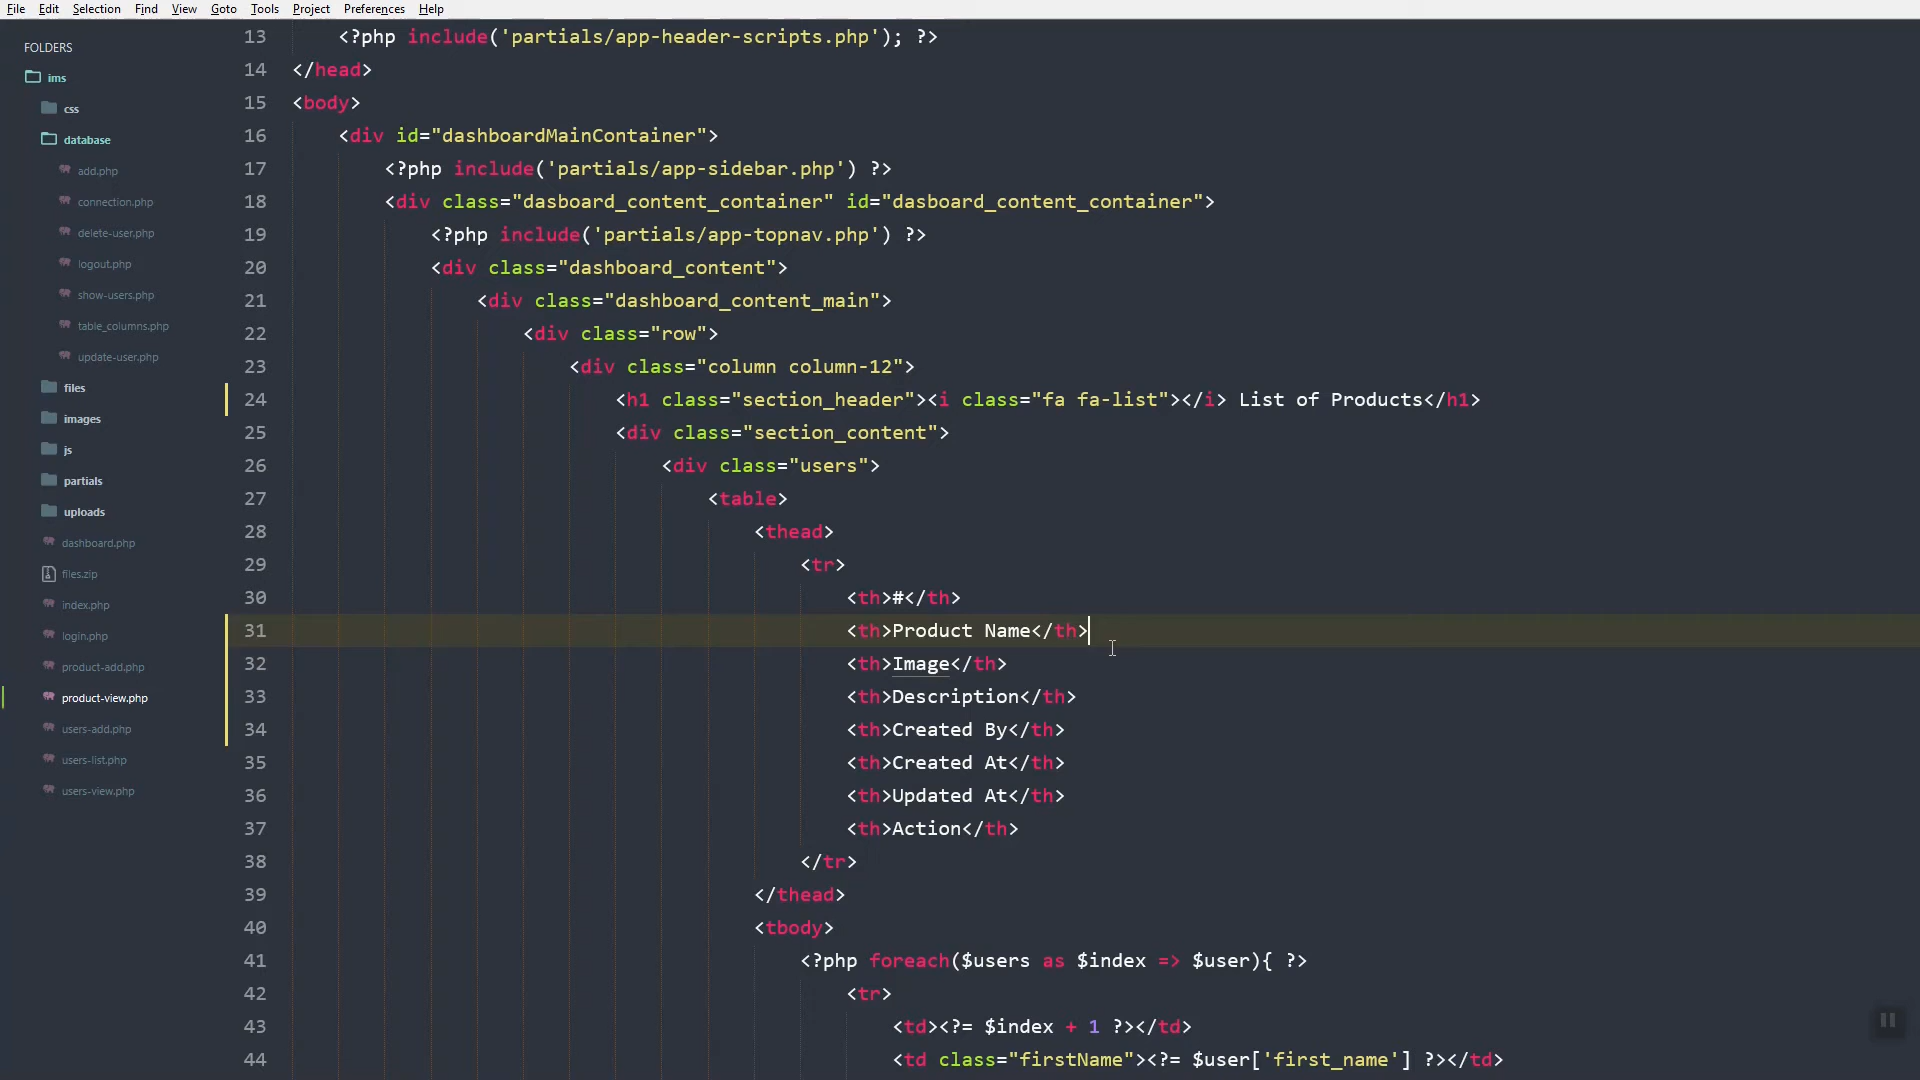 File Edit Selection Find View Goto Tools Project Preferences Help
FOLDERS
ims
css
database
add.php
connection.php
delete-user.php
logout.php
show-users.php
table_columns.php
update-user.php
files
images
js
partials
uploads
dashboard.php
files.zip
index.php
login.php
product-add.php
product-view.php
users-add.php
users-list.php
users-view.php
13 <?php include('partials/app-header-scripts.php'); ?>
14 </head>
15 <body>
16 <div id="dashboardMainContainer">
17 <?php include('partials/app-sidebar.php') ?>
18 <div class="dasboard_content_container" id="dasboard_content_container">
19 <?php include('partials/app-topnav.php') ?>
20 <div class="dashboard_content">
21 <div class="dashboard_content_main">
22 <div class="row">
23 <div class="column column-12">
24 <h1 class="section_header"><i class="fa fa-list"></i> List of Products</h1>
25 <div class="section_content">
26 <div class="users">
27 <table>
28 <thead>
29 <tr>
30 <th>#</th>
31 <th>Product Name</th>
32 <th>Image</th>
33 <th>Description</th>
34 <th>Created By</th>
35 <th>Created At</th>
36 <th>Updated At</th>
37 <th>Action</th>
38 </tr>
39 </thead>
40 <tbody>
41 <?php foreach($users as $index => $user){ ?>
42 <tr>
43 <td><?= $index + 1 ?></td>
44 <td class="firstName"><?= $user['first_name'] ?></td>